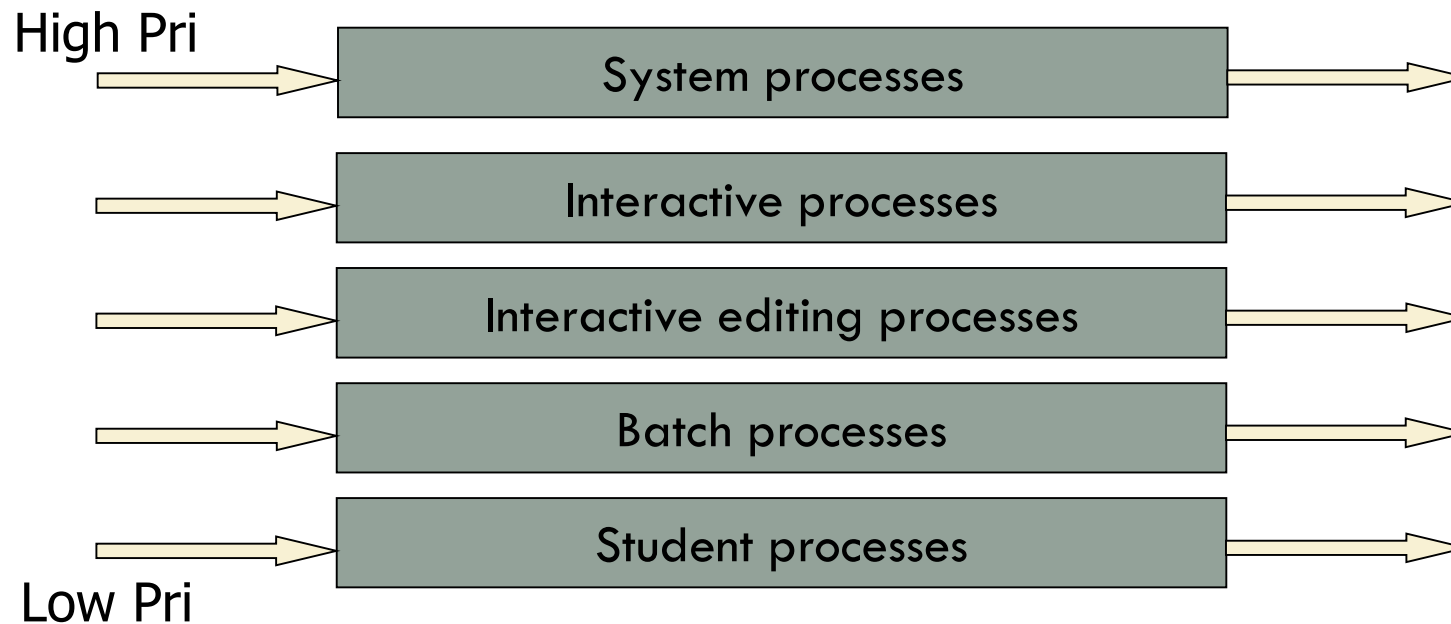 High Pri
System processes
Interactive processes
Interactive editing processes
Batch processes
Student processes
Low Pri